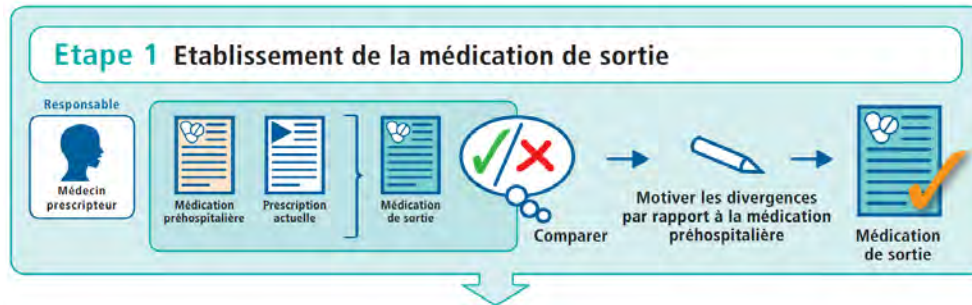 Etape 1 Etablissement de la médication de sortie
Responsable
Médecin
prescripteur
Médication
préhospitalière
Prescription
actuelle
Médication
de sortie
Comparer
Motiver les divergences
par rapport à la médication
préhospitalière
Médication
de sortie